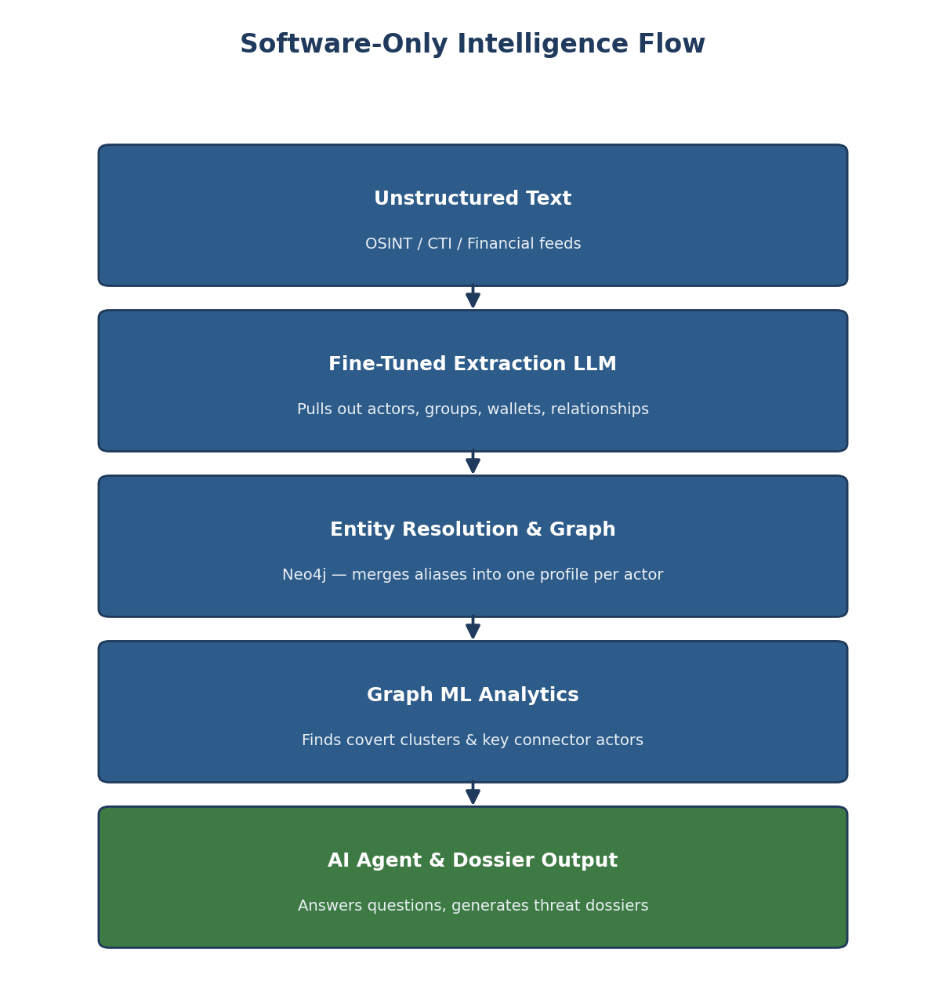 Software-Only Intelligence Flow
Unstructured Text
OSINT / CTI / Financial feeds
Fine-Tuned Extraction LLM
Pulls out actors, groups, wallets, relationships
Entity Resolution & Graph
Neo4j — merges aliases into one profile per actor
Graph ML Analytics
Finds covert clusters & key connector actors
AI Agent & Dossier Output
Answers questions, generates threat dossiers